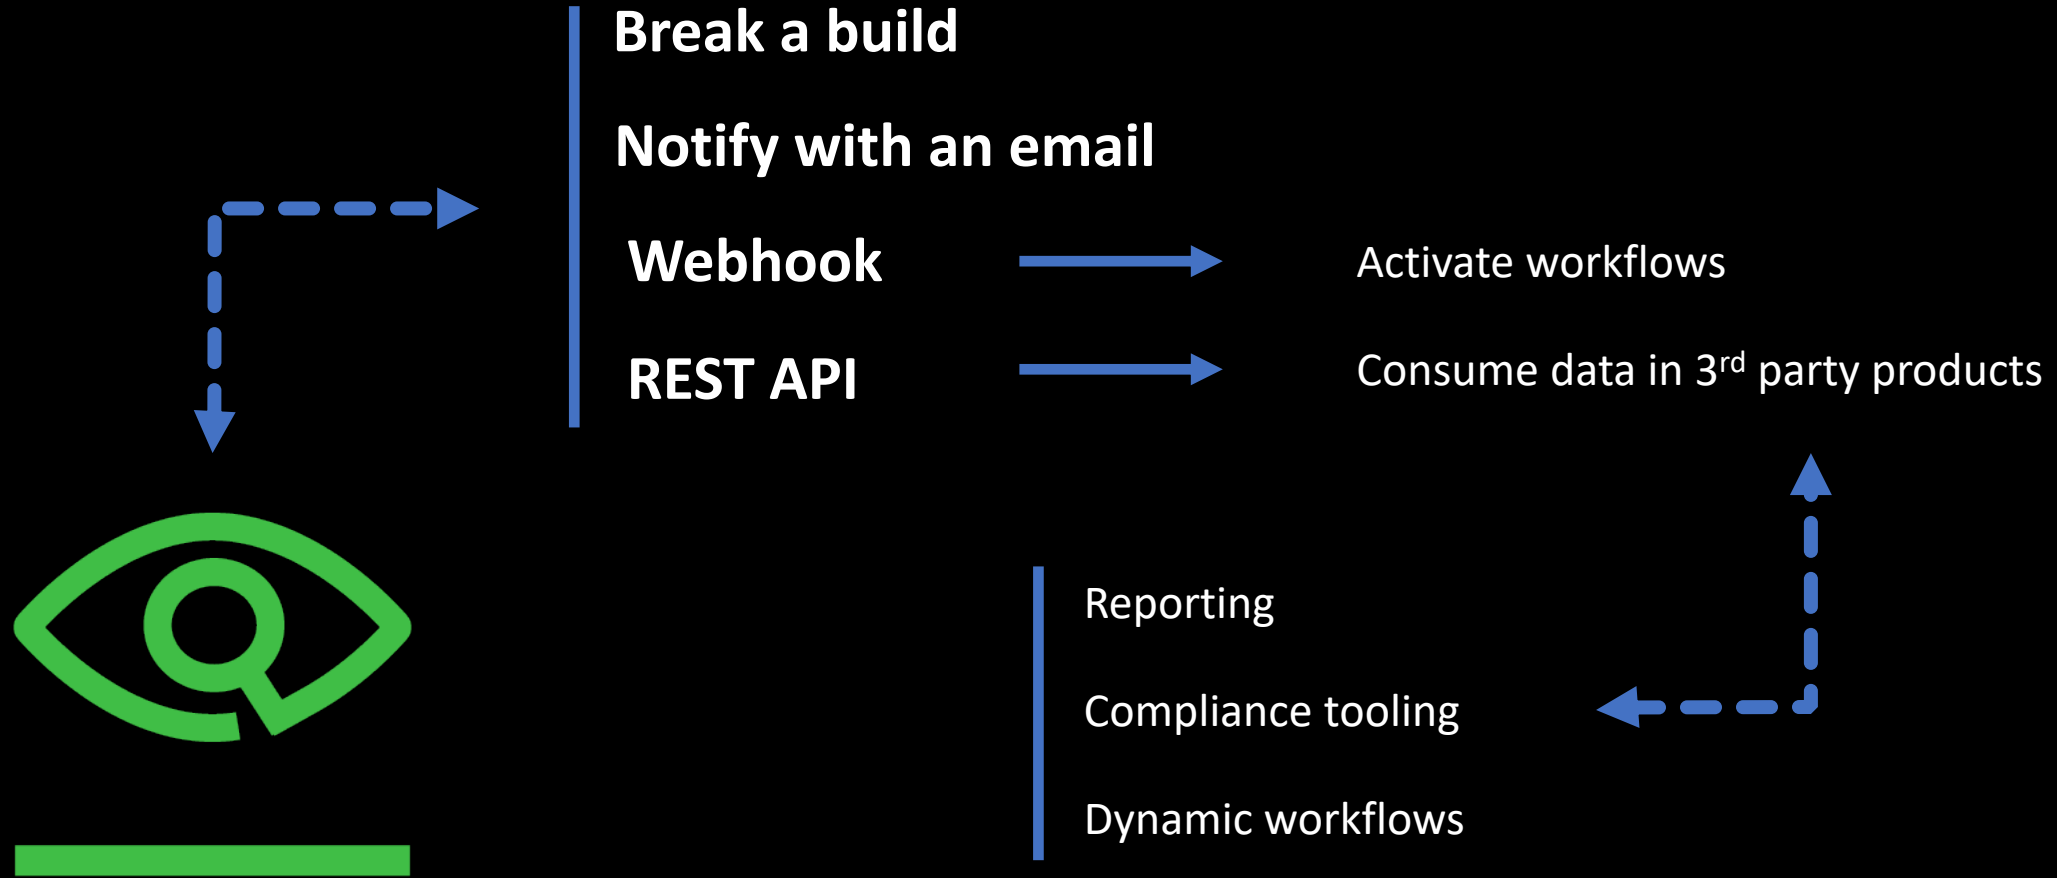 Break a build
Notify with an email
Webhook
Activate workflows
REST API
Consume data in 3rd party products
Reporting
Compliance tooling
Dynamic workflows